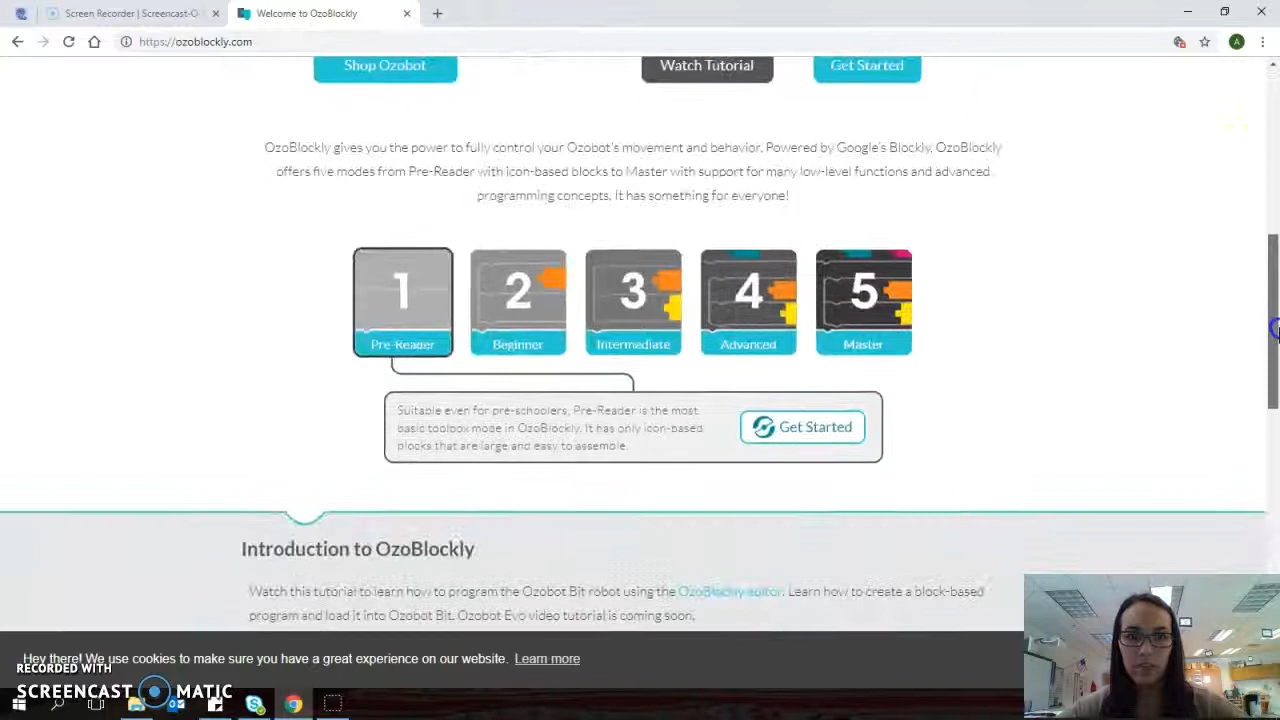 Screen Recorder | Screencast-O
Welcome to OzoBlockly
https://ozoblockly.com
A
Shop Ozobot
Watch Tutorial
Get Started
OzoBlockly gives you the power to fully control your Ozobot's movement and behavior. Powered by Google's Blockly, OzoBlockly
offers five modes from Pre-Reader with icon-based blocks to Master with support for many low-level functions and advanced
programming concepts. It has something for everyone!
1
2
3
4
5
Pre-Reader
Beginner
Intermediate
Advanced
Master
Suitable even for pre-schoolers, Pre-Reader is the most
basic toolbox mode in OzoBlockly. It has only icon-based
blocks that are large and easy to assemble.
Get Started
Introduction to OzoBlockly
Watch this tutorial to learn how to program the Ozobot Bit robot using the OzoBlockly editor. Learn how to create a block-based
program and load it into Ozobot Bit. Ozobot Evo video tutorial is coming soon.
Hey there! We use cookies to make sure you have a great experience on our website. Learn more
RECORDED WITH
SCREENCAST MATIC